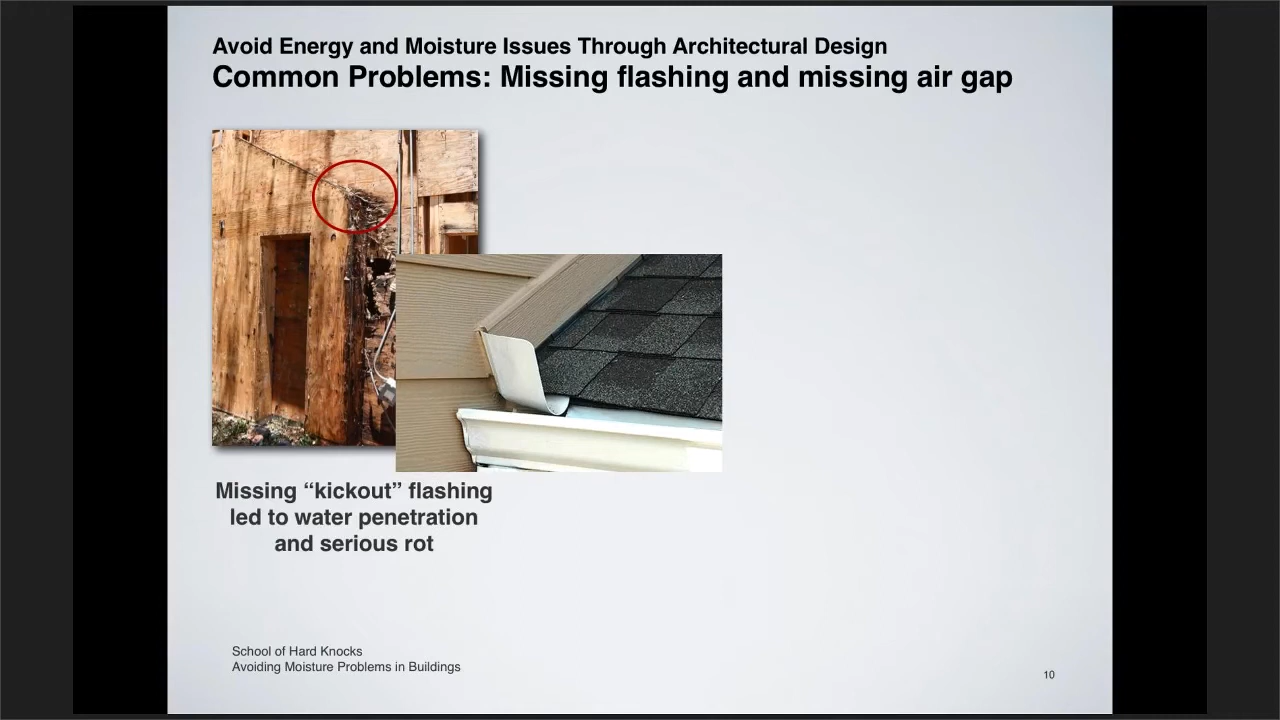 Avoid Energy and Moisture Issues Through Architectural Design
Common Problems: Missing flashing and missing air gap
Missing “kickout” flashing
led to water penetration
and serious rot
School of Hard Knocks
Avoiding Moisture Problems in Buildings
10